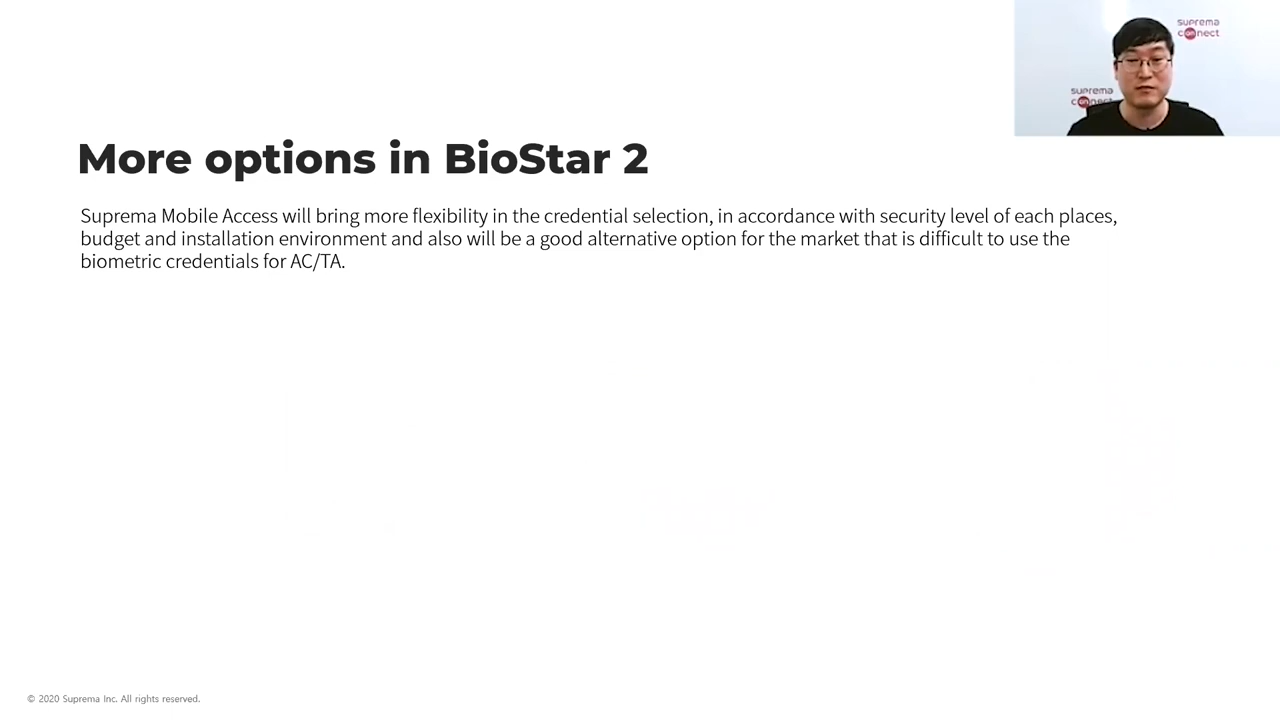 suprema
connect
suprema
connect
More options in BioStar 2
Suprema Mobile Access will bring more flexibility in the credential selection, in accordance with security level of each places,
budget and installation environment and also will be a good alternative option for the market that is difficult to use the
biometric credentials for AC/TA.
© 2020 Suprema Inc. All rights reserved.